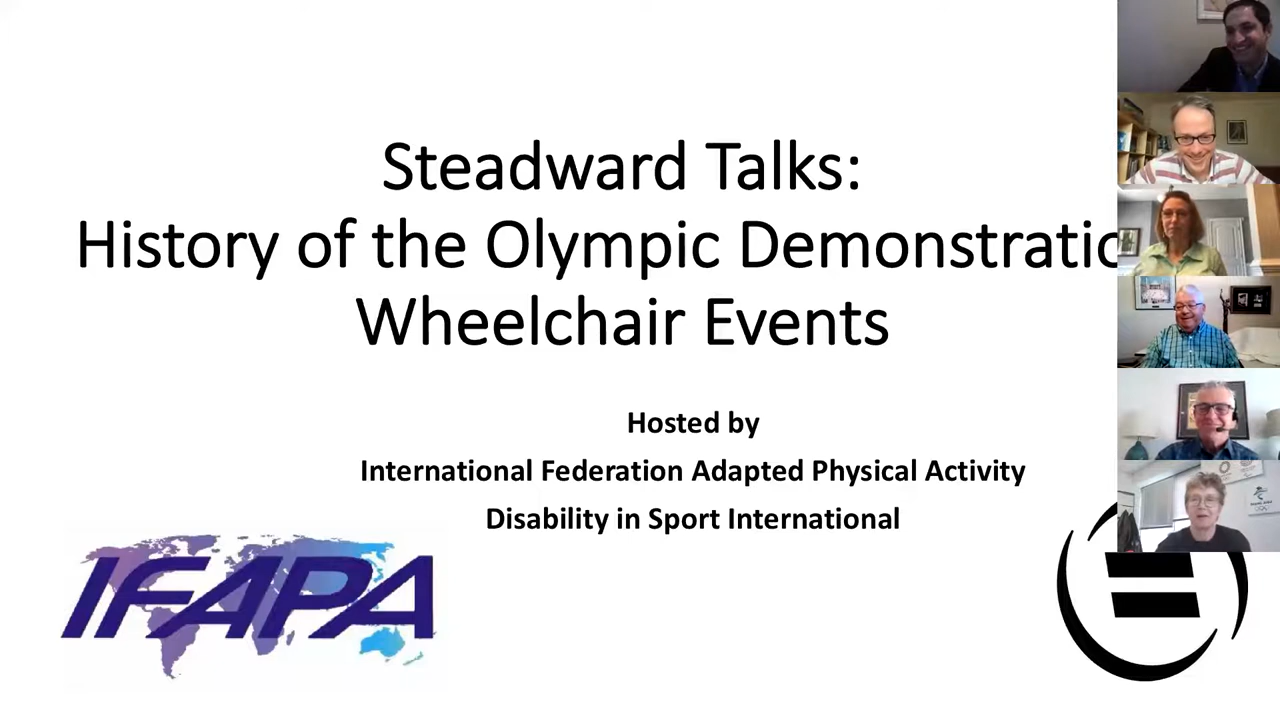 Steadward Talks:
History of the Olympic Demonstratio
Wheelchair Events
Hosted by
International Federation Adapted Physical Activity
Disability in Sport International
IFAPA